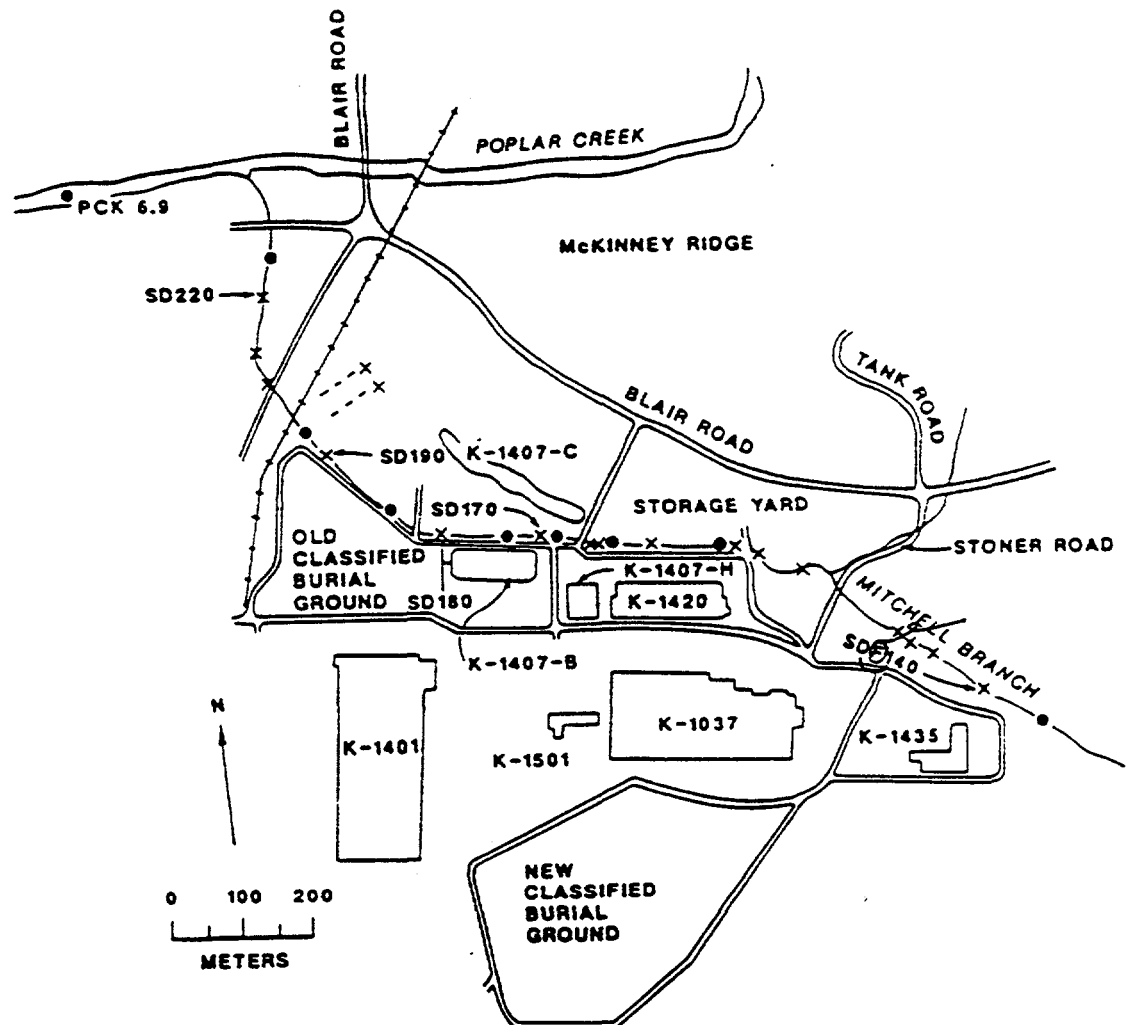 BLAIR ROAD
POPLAR CREEK
PCK 6.9
McKINNEY RIDGE
SD220
TANK ROAD
BLAIR ROAD
SD190
K-1407-C
SD170
STORAGE YARD
STONER ROAD
OLD
CLASSIFIED
BURIAL
GROUND
SD180
K-1407-H
K-1420
MITCHELL BRANCH
K-1407-B
140
N
K-1401
K-1501
K-1037
K-1435
NEW
CLASSIFIED
BURIAL
GROUND
0 100 200
METERS